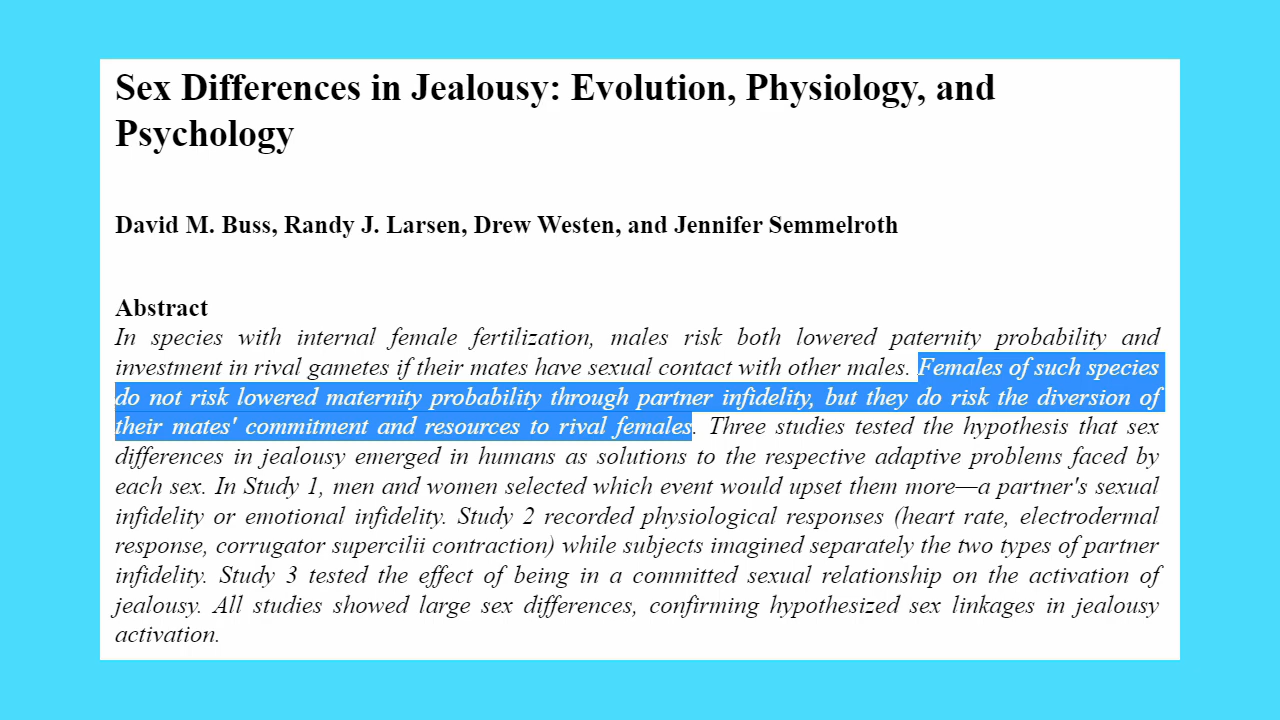 Sex Differences in Jealousy: Evolution, Physiology, and
Psychology
David M. Buss, Randy J. Larsen, Drew Westen, and Jennifer Semmelroth
Abstract
In species with internal female fertilization, males risk both lowered paternity probability and
investment in rival gametes if their mates have sexual contact with other males. Females of such species
do not risk lowered maternity probability through partner infidelity, but they do risk the diversion of
their mates' commitment and resources to rival females. Three studies tested the hypothesis that sex
differences in jealousy emerged in humans as solutions to the respective adaptive problems faced by
each sex. In Study 1, men and women selected which event would upset them more—a partner's sexual
infidelity or emotional infidelity. Study 2 recorded physiological responses (heart rate, electrodermal
response, corrugator supercilii contraction) while subjects imagined separately the two types of partner
infidelity. Study 3 tested the effect of being in a committed sexual relationship on the activation of
jealousy. All studies showed large sex differences, confirming hypothesized sex linkages in jealousy
activation.